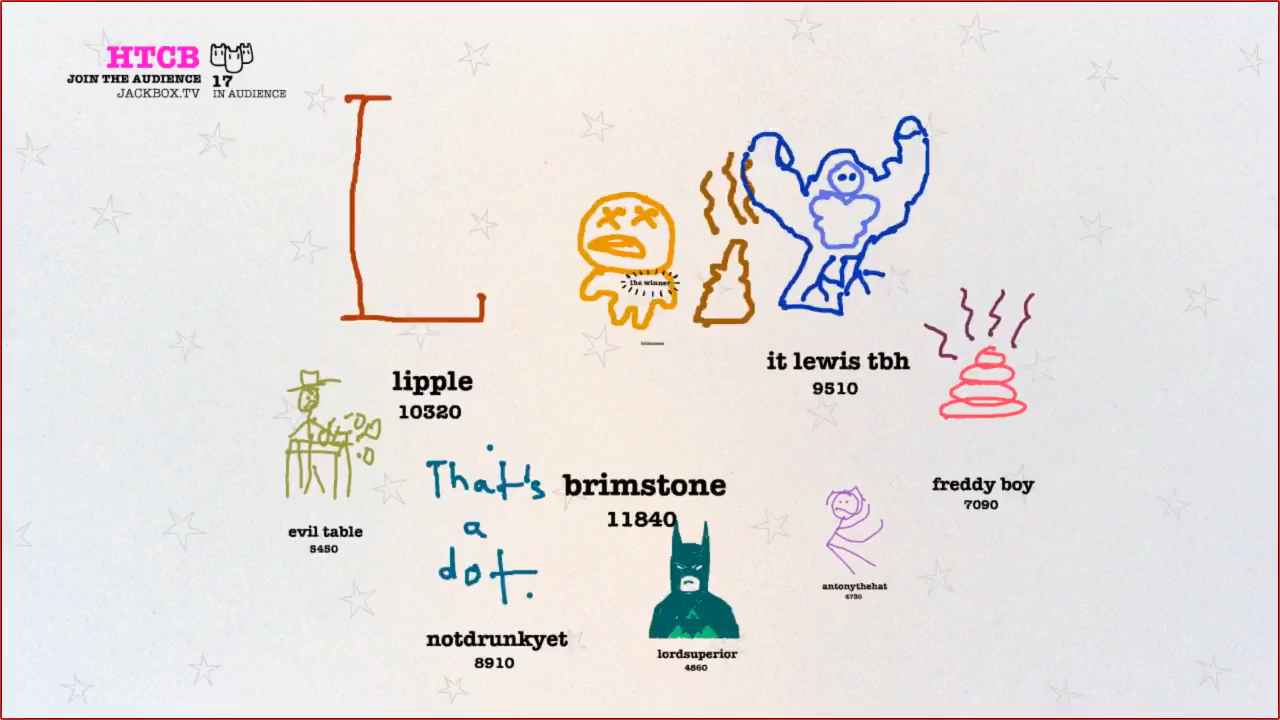 HTCB
JOIN THE AUDIENCE
JACKBOX.TV
17
IN AUDIENCE
L
the winner
lipple
10320
it lewis tbh
9510
freddy boy
7090
evil table
5450
That's
a
dot.
brimstone
11840
antonythehat
4730
notdrunkyet
8910
lordsuperior
4860